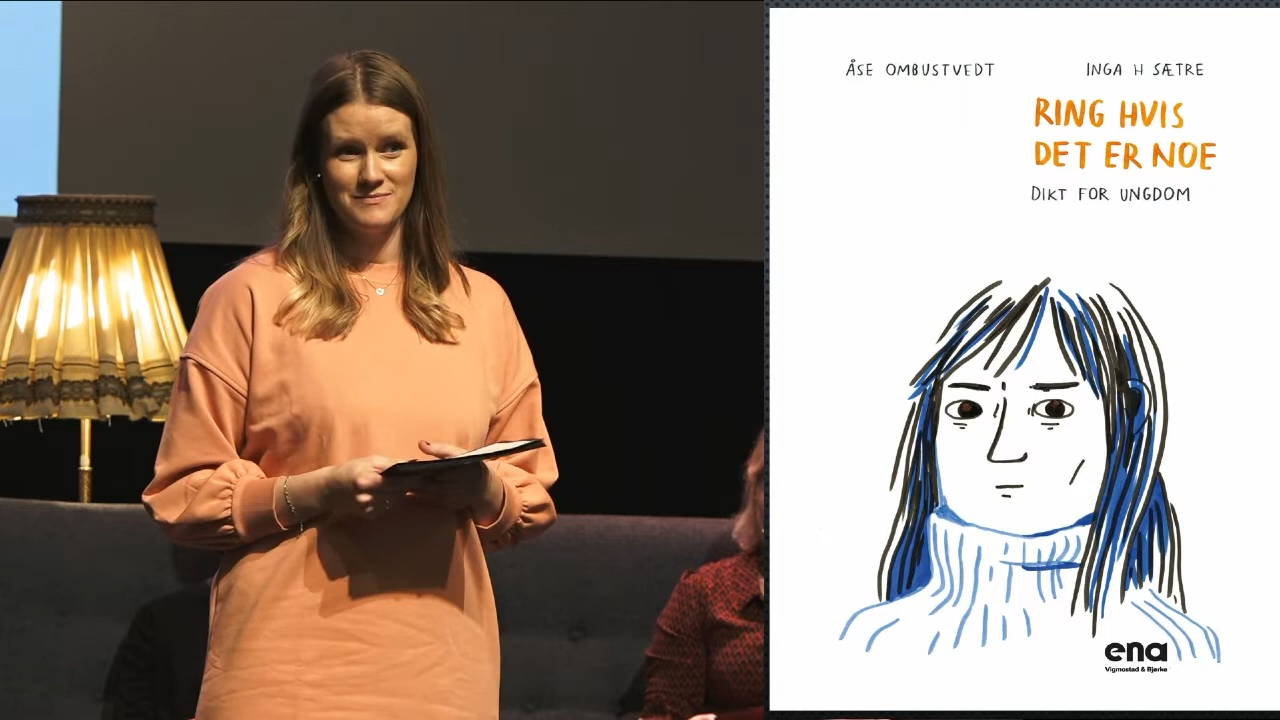 ÅSE OMBUSTVEDT
INGA H SÆTRE
RING HVIS
DET ER NOE
DIKT FOR UNGDOM
ena
Vigmostad & Bjørke